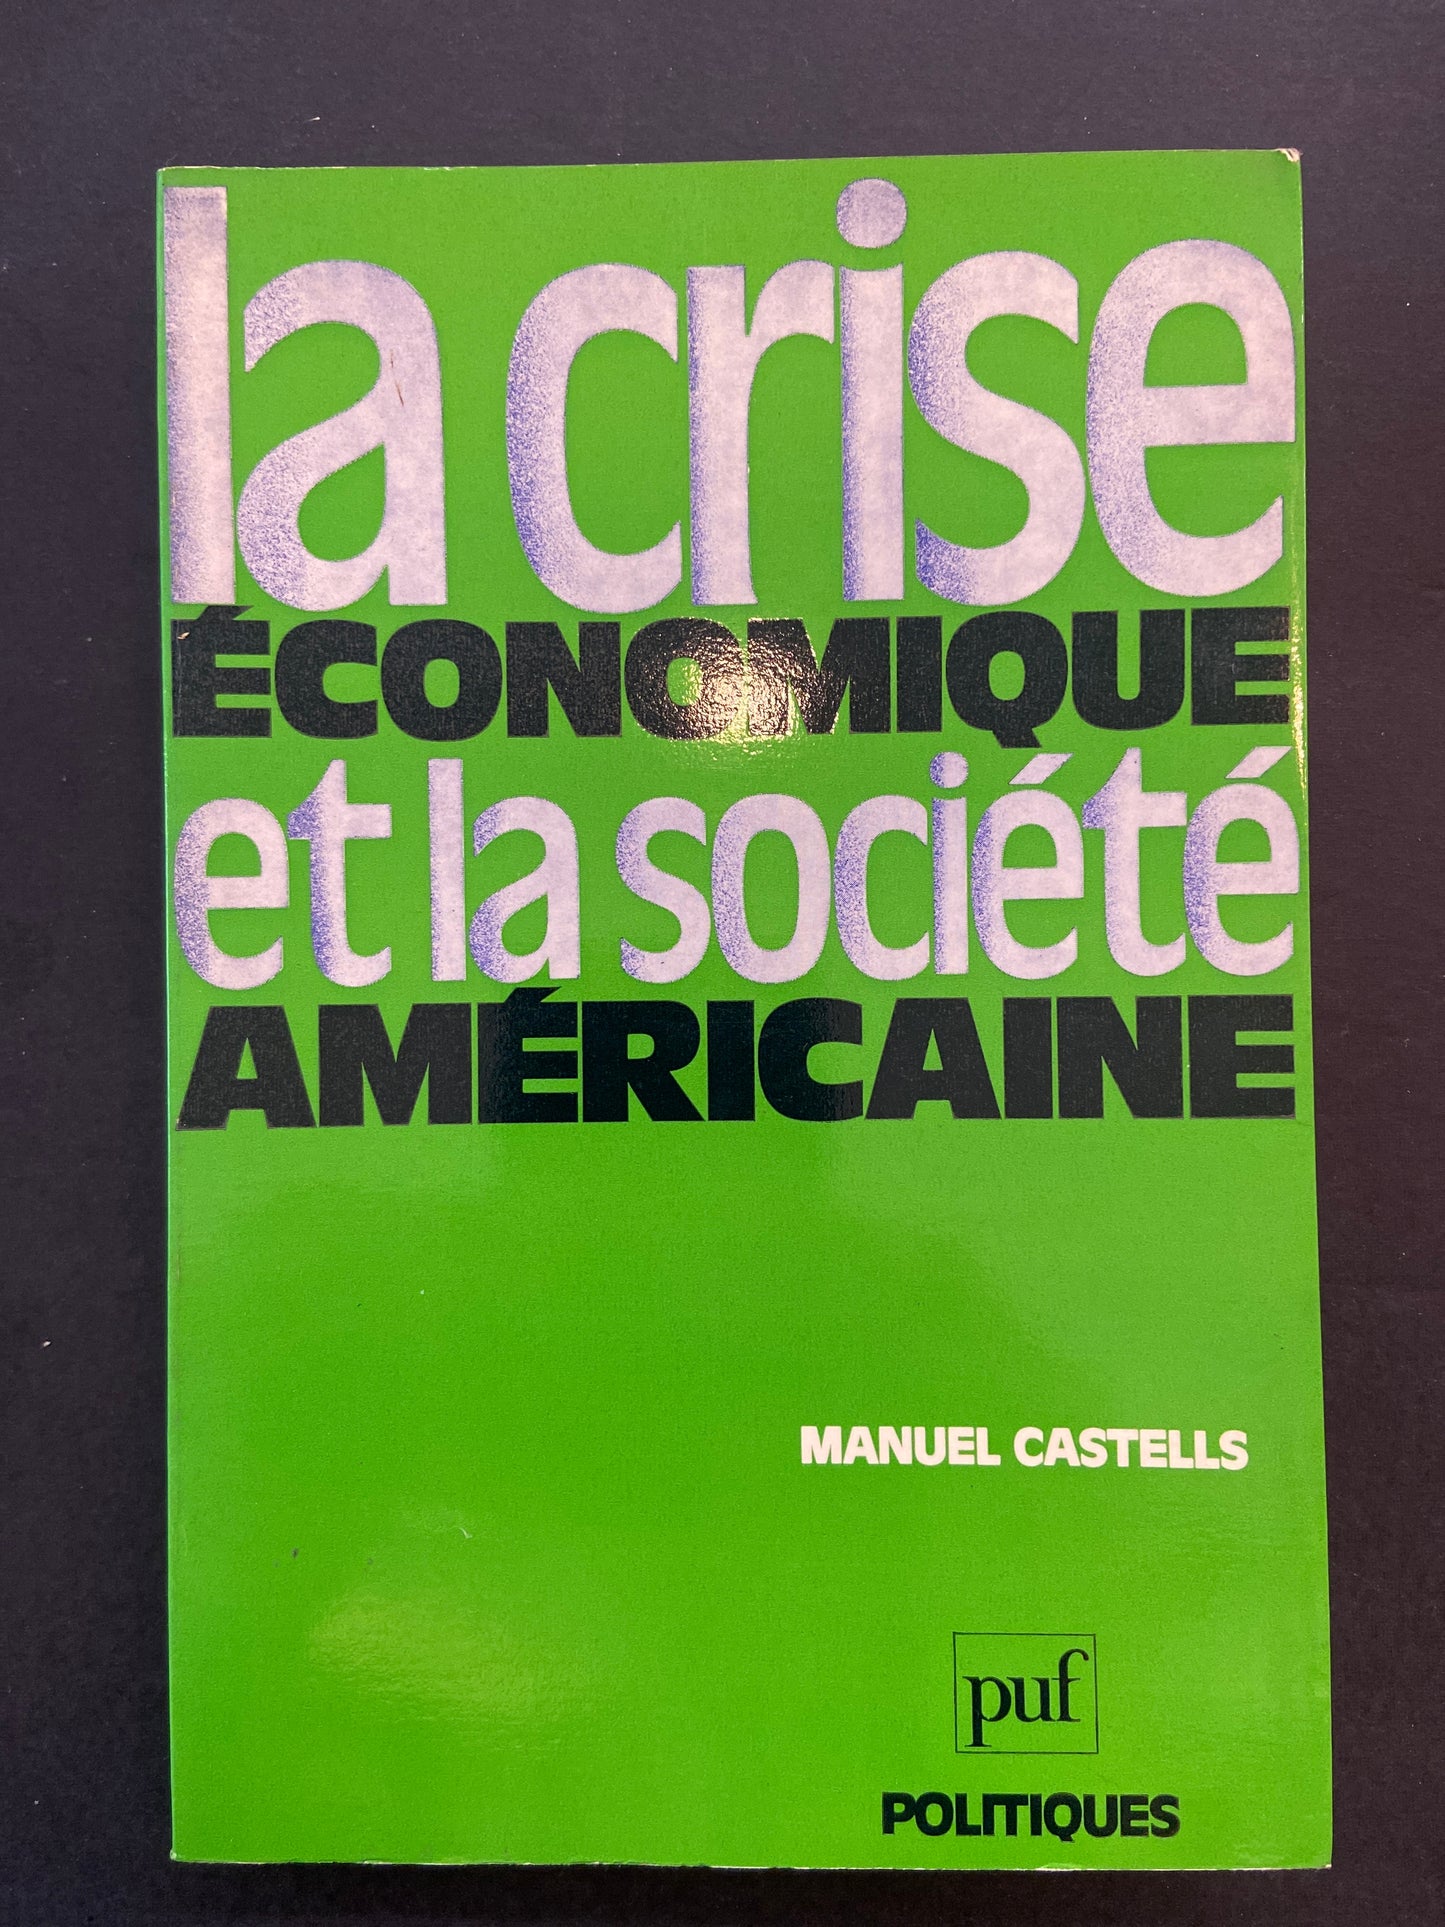 la crise
ÉCONOMIQUE
et la société
AMÉRICAINE
MANUEL CASTELLS
puf
POLITIQUES